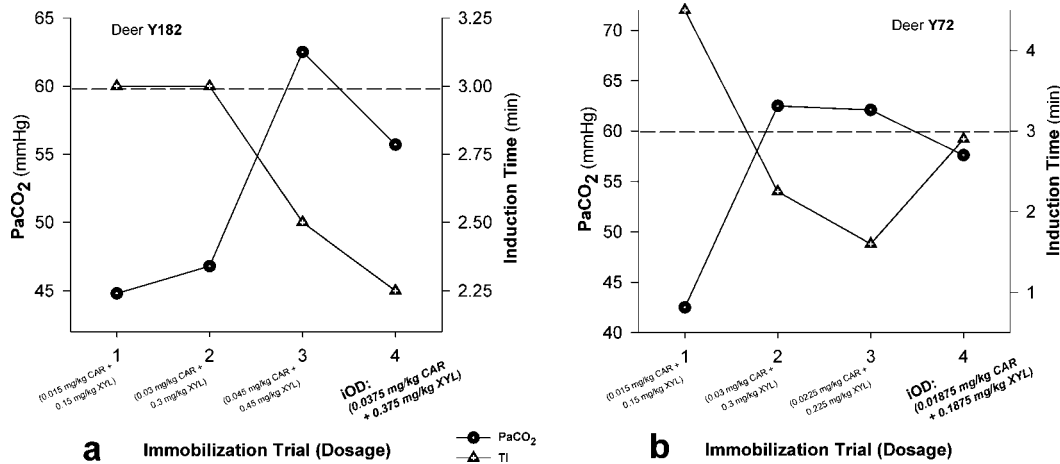 65
60
55
50
45
PaCO2 (mmHg)
Deer Y182
3.25
3.00
2.75
2.50
2.25
Induction Time (min)
1
2
3
4
(0.015 mg/kg CAR +
0.15 mg/kg XYL)
(0.03 mg/kg CAR +
0.3 mg/kg XYL)
(0.045 mg/kg CAR +
0.45 mg/kg XYL)
iOD:
(0.0375 mg/kg CAR
+ 0.375 mg/kg XYL)
a
Immobilization Trial (Dosage)
PaCO2
TI
70
65
60
55
50
45
40
PaCO2 (mmHg)
Deer Y72
4
3
2
1
Induction Time (min)
1
2
3
4
(0.015 mg/kg CAR +
0.15 mg/kg XYL)
(0.03 mg/kg CAR +
0.3 mg/kg XYL)
(0.0225 mg/kg CAR +
0.225 mg/kg XYL)
iOD:
(0.01875 mg/kg CAR
+ 0.1875 mg/kg XYL)
b
Immobilization Trial (Dosage)